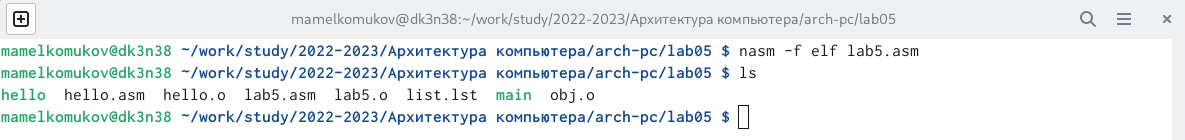 mamelkomukov@dk3n38:~/work/study/2022-2023/Архитектура компьютера/arch-pc/lab05
mamelkomukov@dk3n38 ~/work/study/2022-2023/Архитектура компьютера/arch-pc/lab05 $ nasm -f elf lab5.asm
mamelkomukov@dk3n38 ~/work/study/2022-2023/Архитектура компьютера/arch-pc/lab05 $ ls
hello  hello.asm  hello.o  lab5.asm  lab5.o  list.lst  main  obj.o
mamelkomukov@dk3n38 ~/work/study/2022-2023/Архитектура компьютера/arch-pc/lab05 $